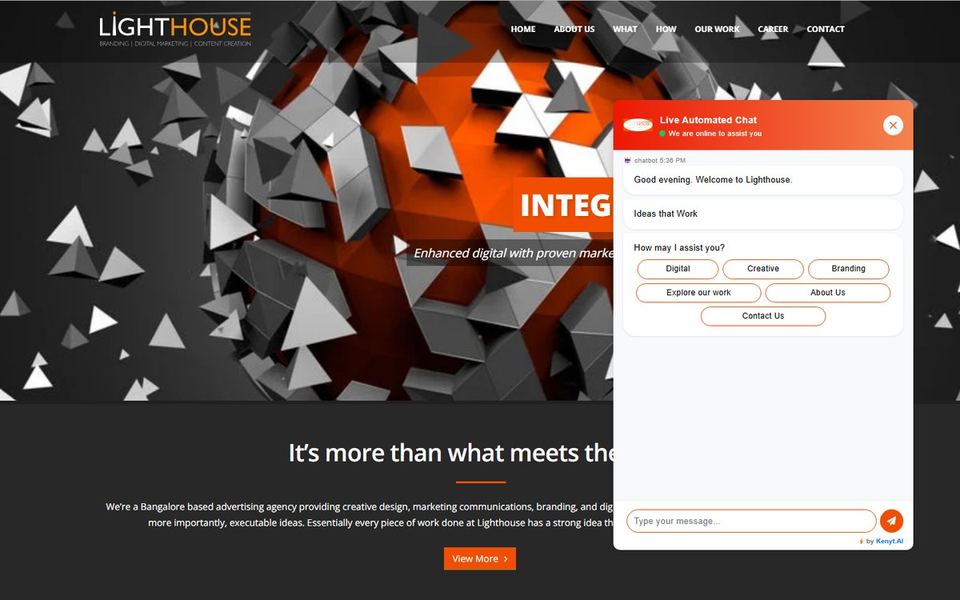 LIGHTHOUSE
BRANDING | DIGITAL MARKETING | CONTENT CREATION
HOME ABOUT US WHAT HOW OUR WORK CAREER CONTACT
INTEG
Enhanced digital with proven marke
Live Automated Chat
We are online to assist you
chatbot 5:36 PM
Good evening. Welcome to Lighthouse.
Ideas that Work
How may I assist you?
Digital Creative Branding
Explore our work About Us
Contact Us
Type your message...
by Kenyt.AI
It's more than what meets the
We're a Bangalore based advertising agency providing creative design, marketing communications, branding, and dig
more importantly, executable ideas. Essentially every piece of work done at Lighthouse has a strong idea th
View More